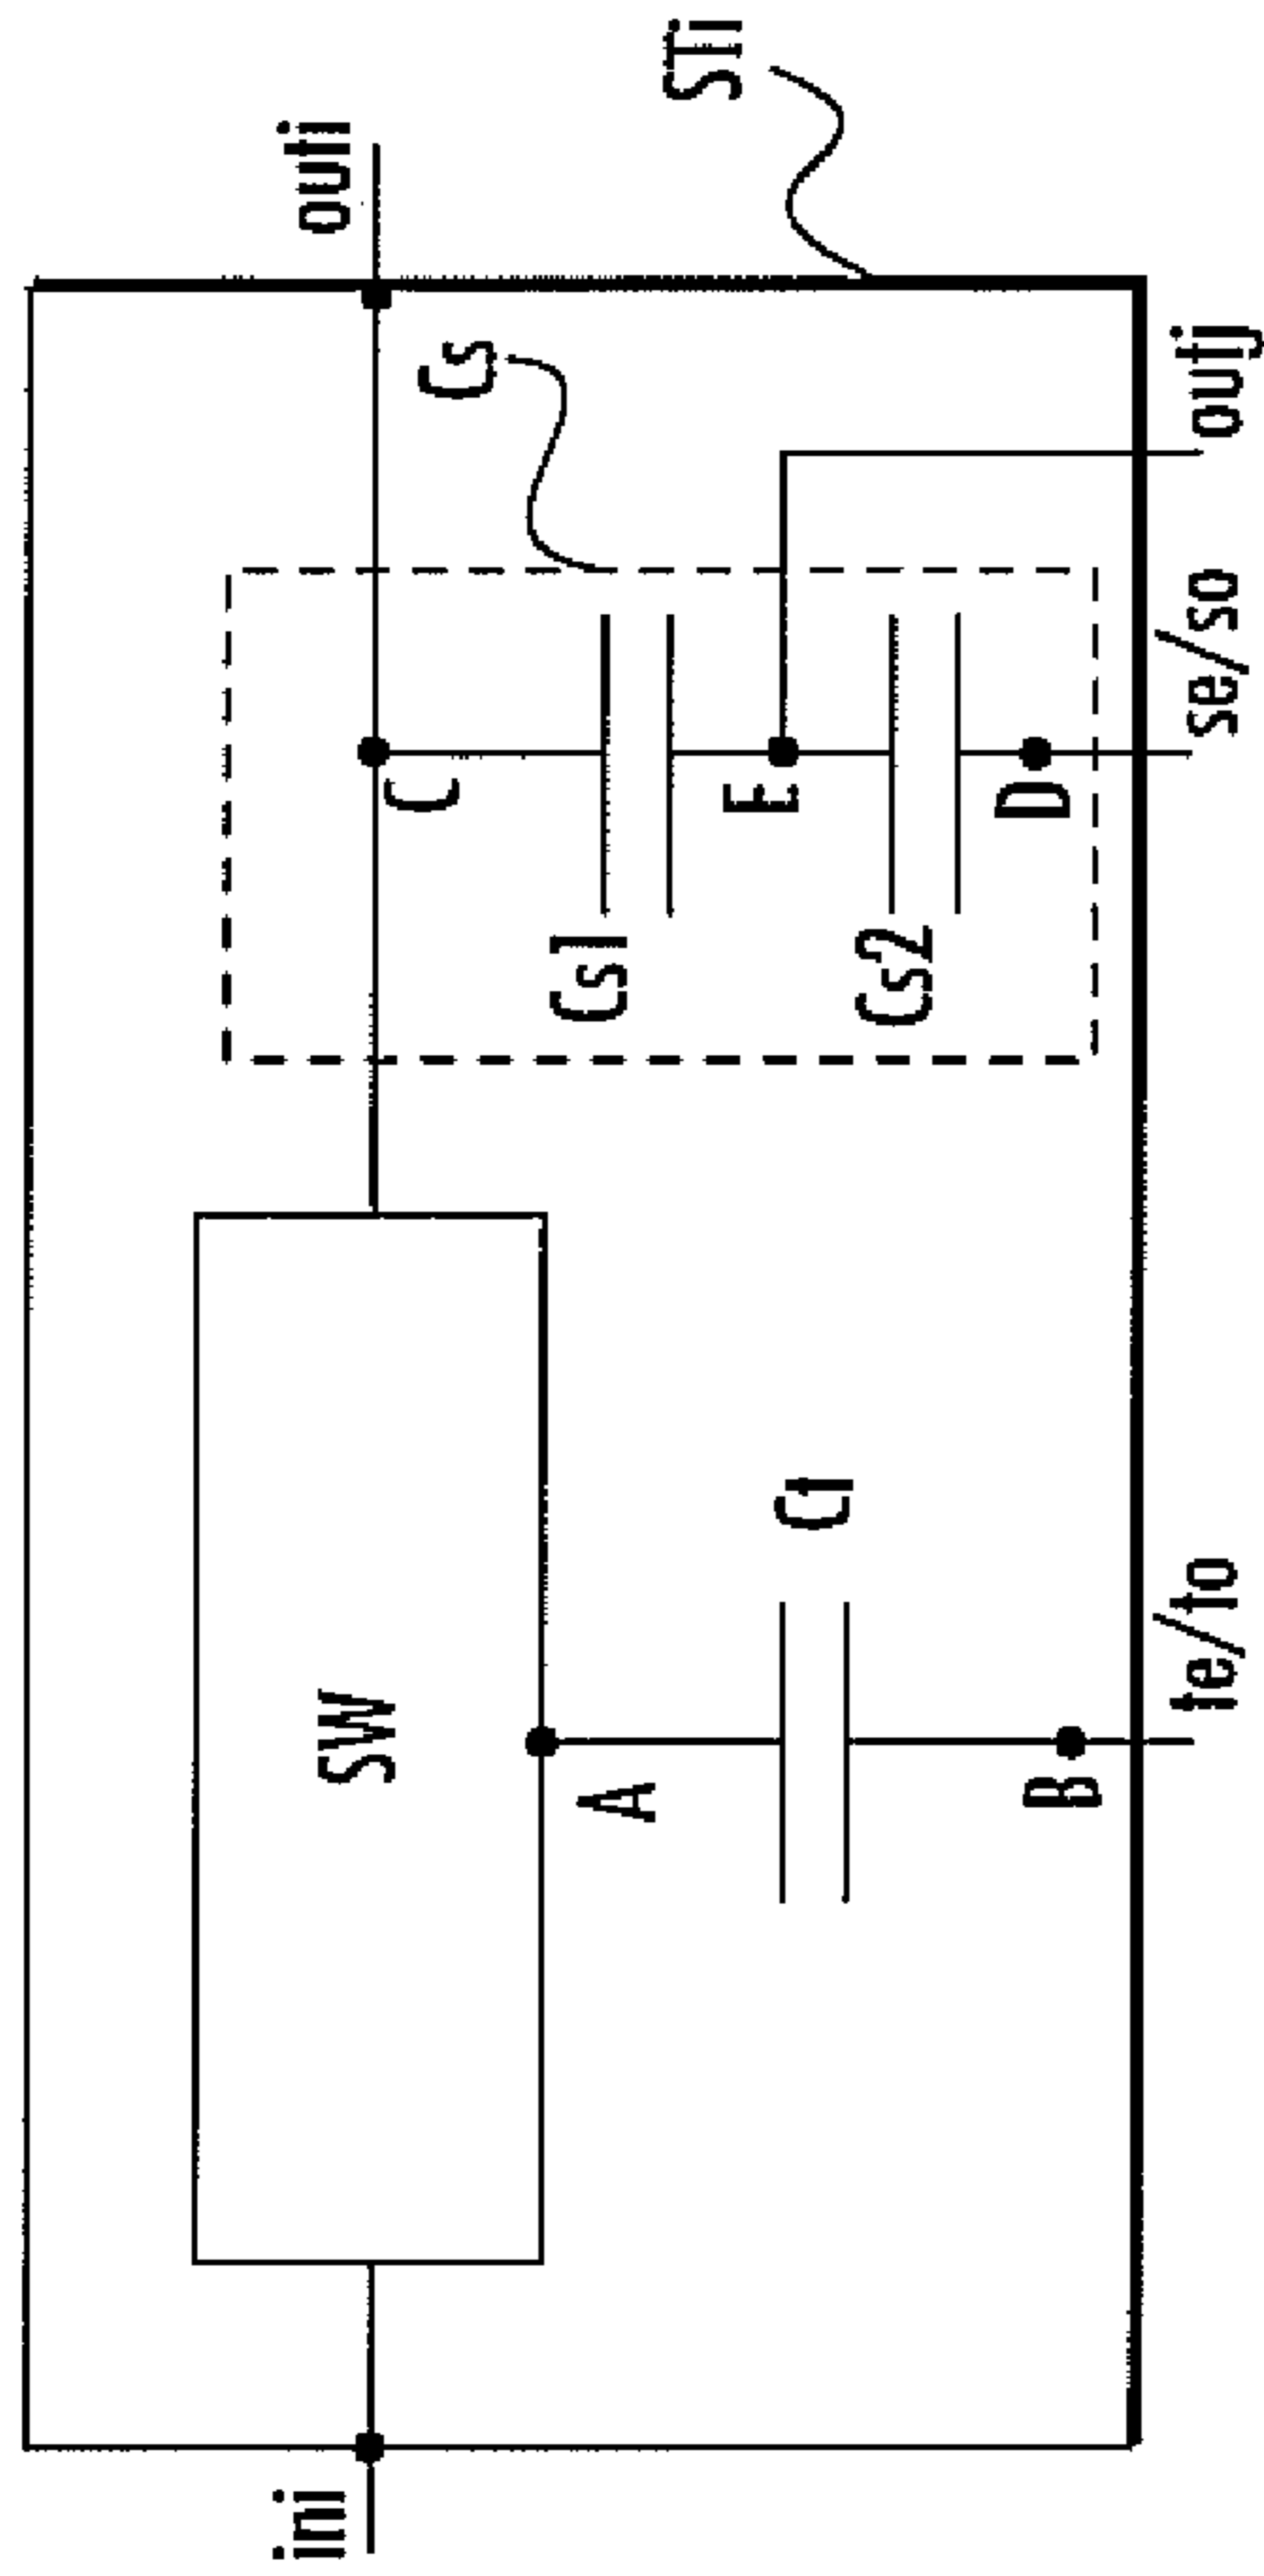 STi
outi
Cs
outj
se/so
C
E
D
Cs1
Cs2
Ct
te/to
SW
A
B
ini